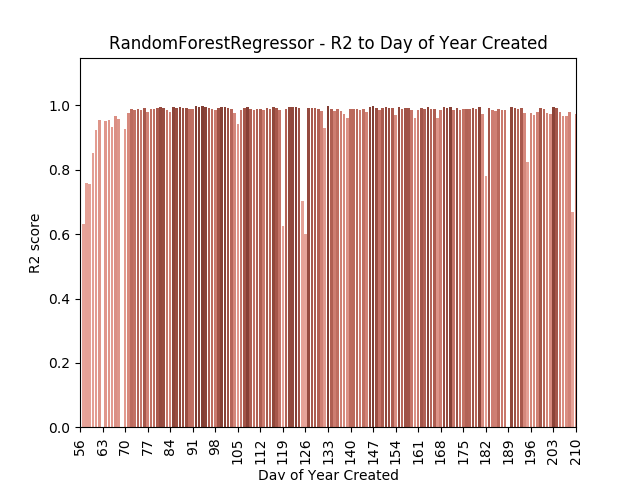 RandomForestRegressor - R2 to Day of Year Created
R2 score
1.0
0.8
0.6
0.4
0.2
0.0
56 63 70 77 84 91 98 105 112 119 126 133 140 147 154 161 168 175 182 189 196 203 210
Day of Year Created